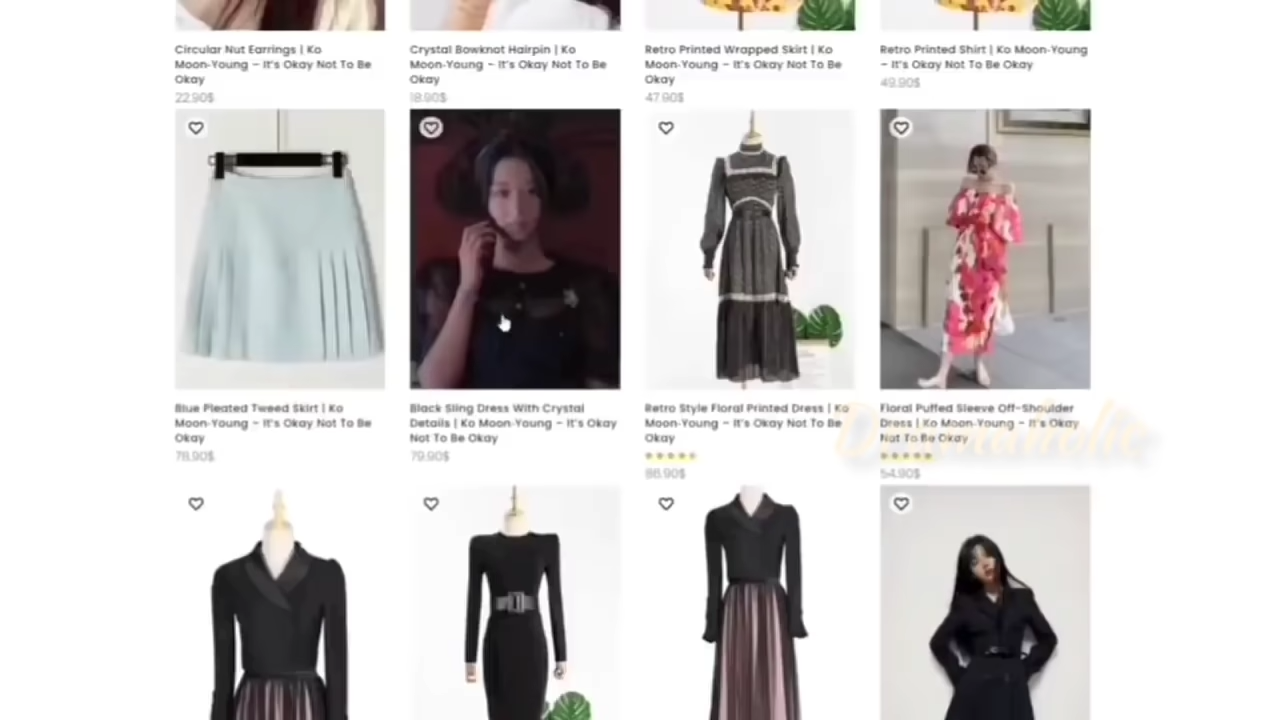 Circular Nut Earrings | Ko
Moon-Young – It's Okay Not To Be
Okay
22.90$
Crystal Bowknot Hairpin | Ko
Moon-Young – It's Okay Not To Be
Okay
18.90$
Retro Printed Wrapped Skirt | Ko
Moon-Young – It's Okay Not To Be
Okay
47.90$
Retro Printed Shirt | Ko Moon-Young
– It's Okay Not To Be Okay
49.90$
Blue Pleated Tweed Skirt | Ko
Moon-Young – It's Okay Not To Be
Okay
78.90$
Black Sling Dress With Crystal
Details | Ko Moon-Young – It's Okay
Not To Be Okay
79.90$
Retro Style Floral Printed Dress | Ko
Moon-Young – It's Okay Not To Be
Okay
86.90$
Floral Puffed Sleeve Off-Shoulder
Dress | Ko Moon-Young – It's Okay
Not To Be Okay
54.90$